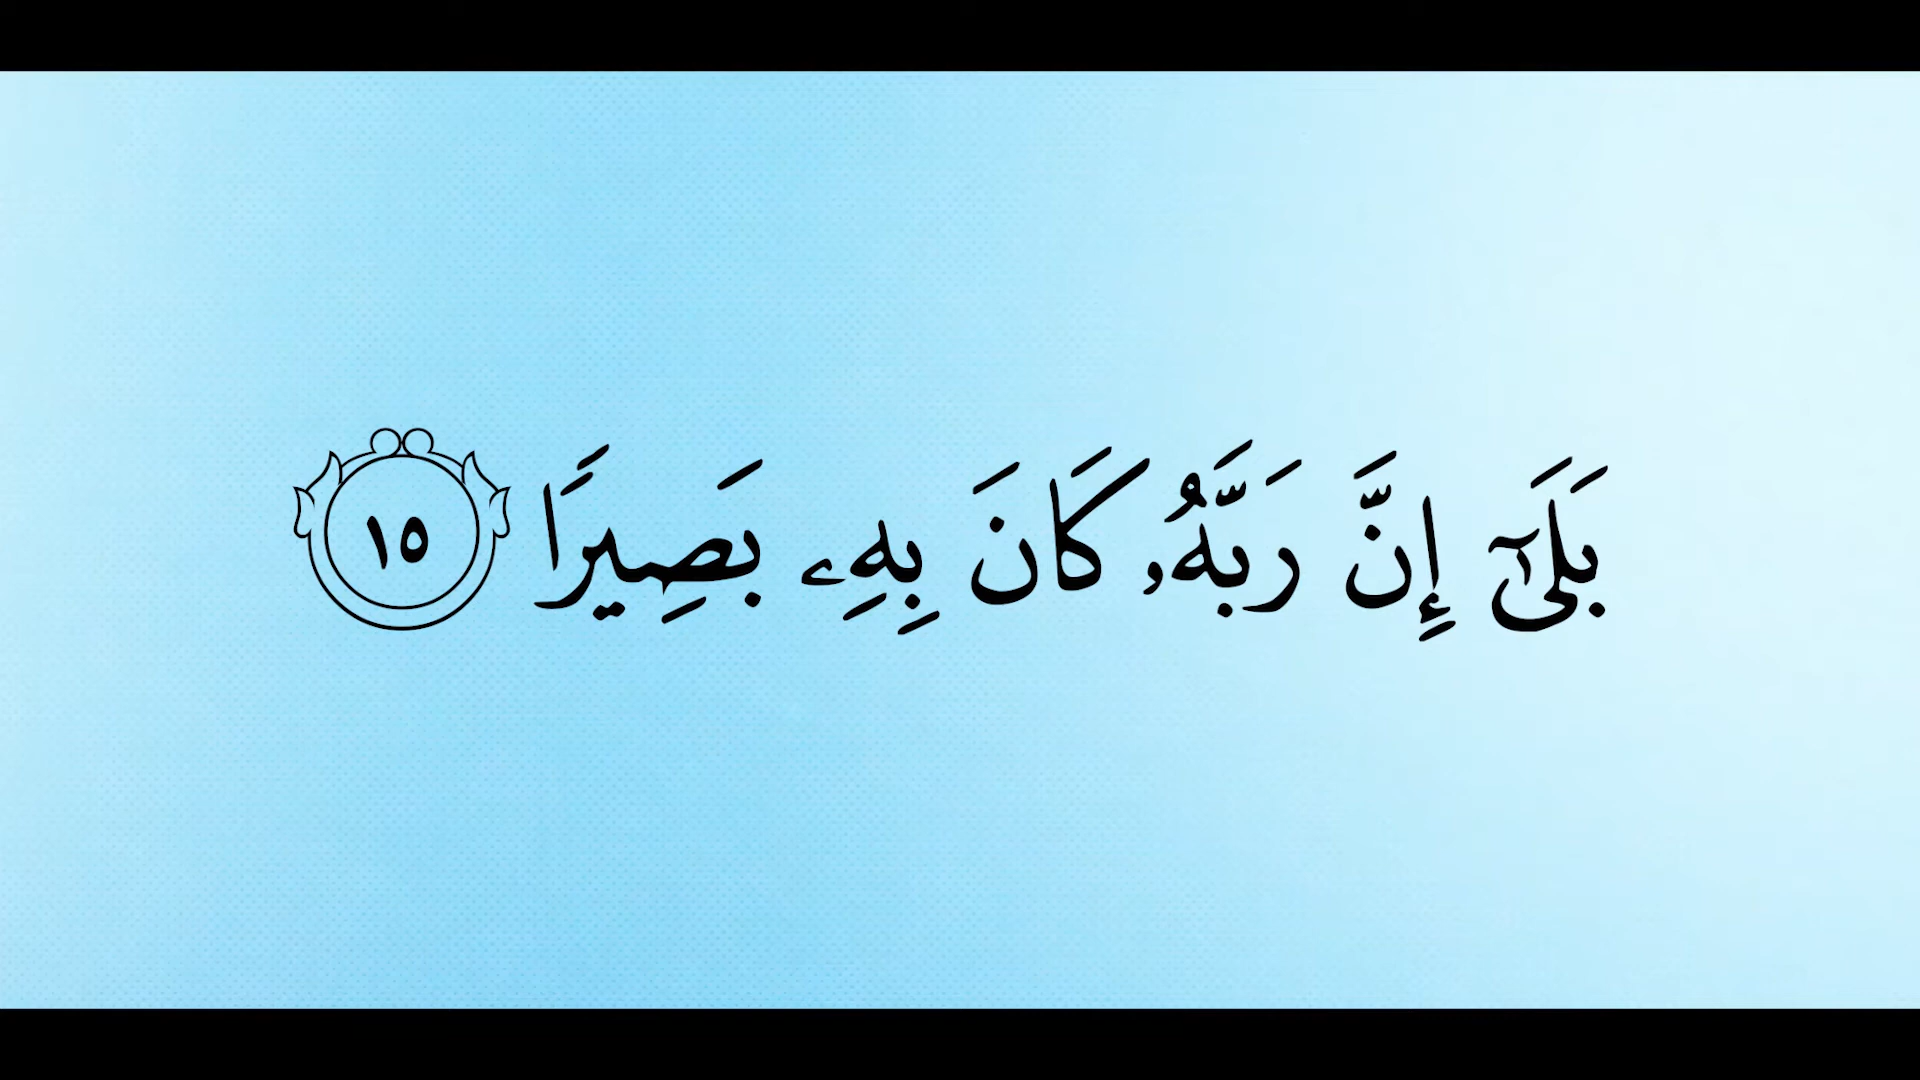 بَلَىٰٓ إِنَّ رَبَّهُۥ كَانَ بِهِۦ بَصِيرًا ١٥